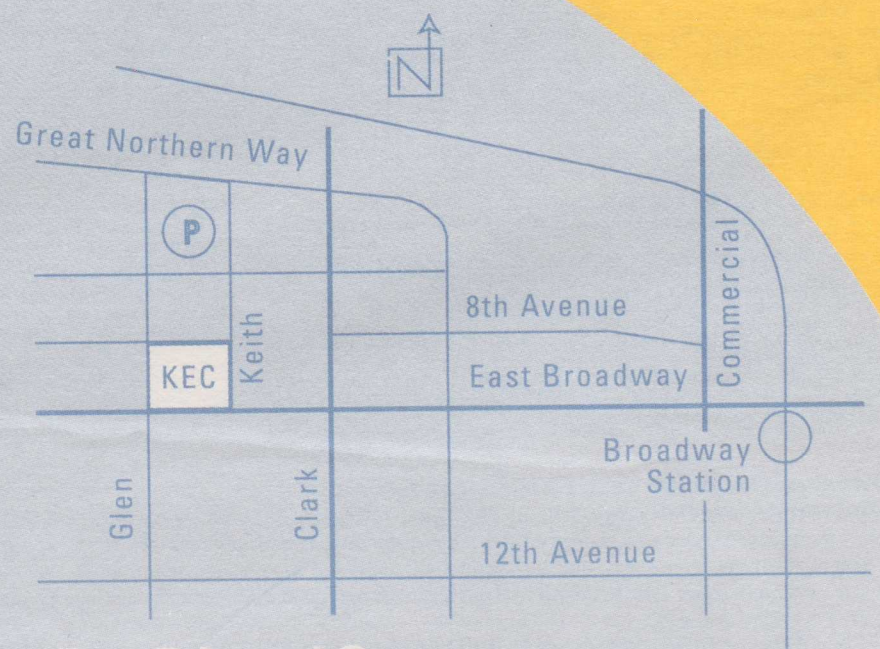 N
Great Northern Way
P
Commercial
8th Avenue
Keith
KEC
East Broadway
Broadway
Station
Glen
Clark
12th Avenue